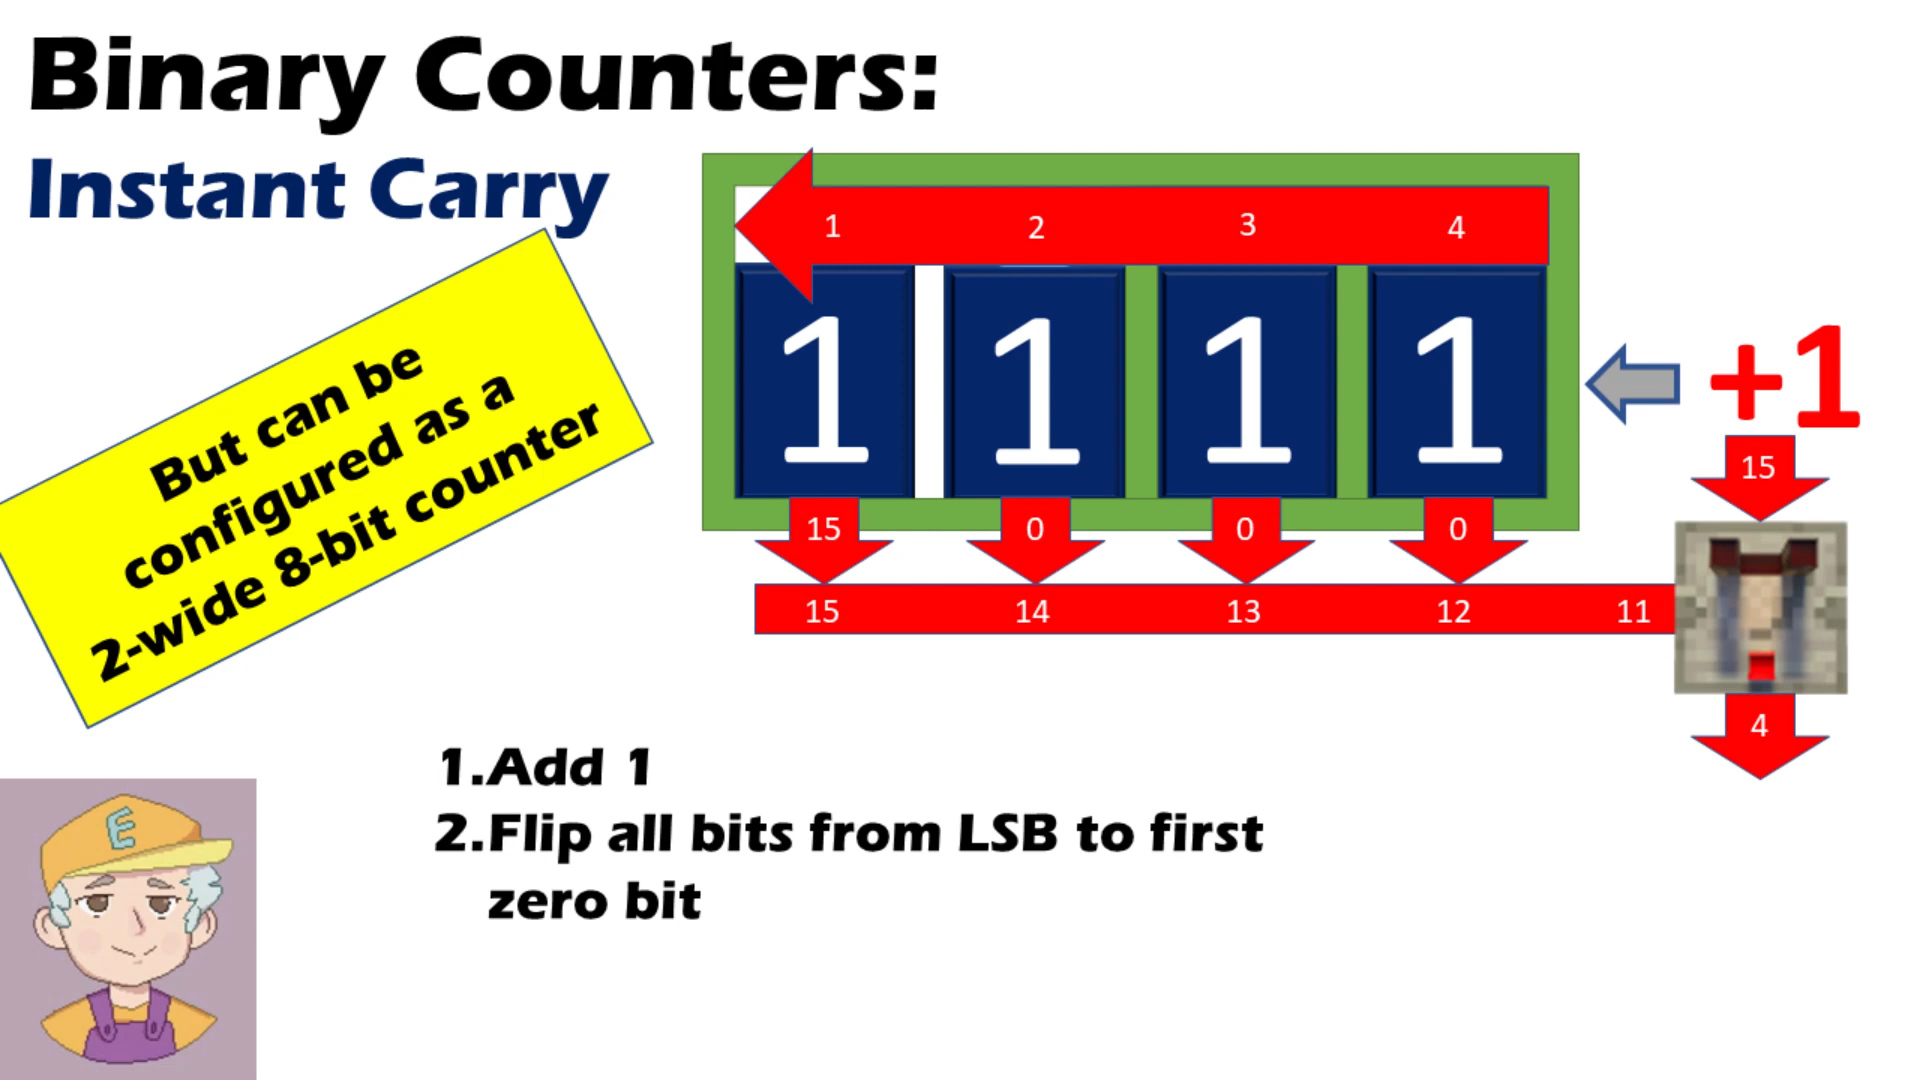 Binary Counters:
Instant Carry
But can be
configured as a
2-wide 8-bit counter
1 2 3 4
1 1 1 1
+1
15
15 0 0 0
15 14 13 12 11
4
1.Add 1
2.Flip all bits from LSB to first
zero bit
E